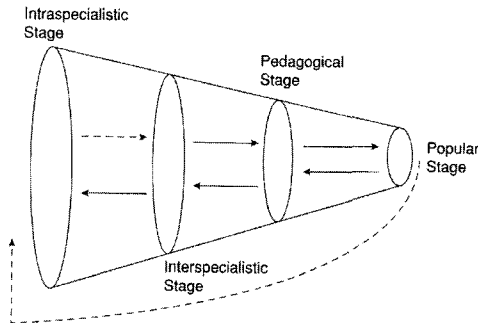 Intraspecialistic
Stage
Pedagogical
Stage
Popular
Stage
Interspecialistic
Stage